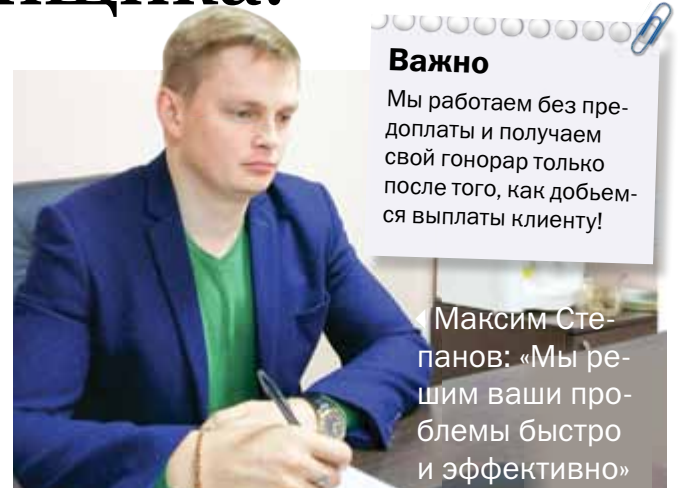 Важно
Мы работаем без пре-
доплаты и получаем
свой гонорар только
после того, как добьем-
ся выплаты клиенту!
Максим Сте-
панов: «Мы ре-
шим ваши про-
блемы быстро
и эффективно»